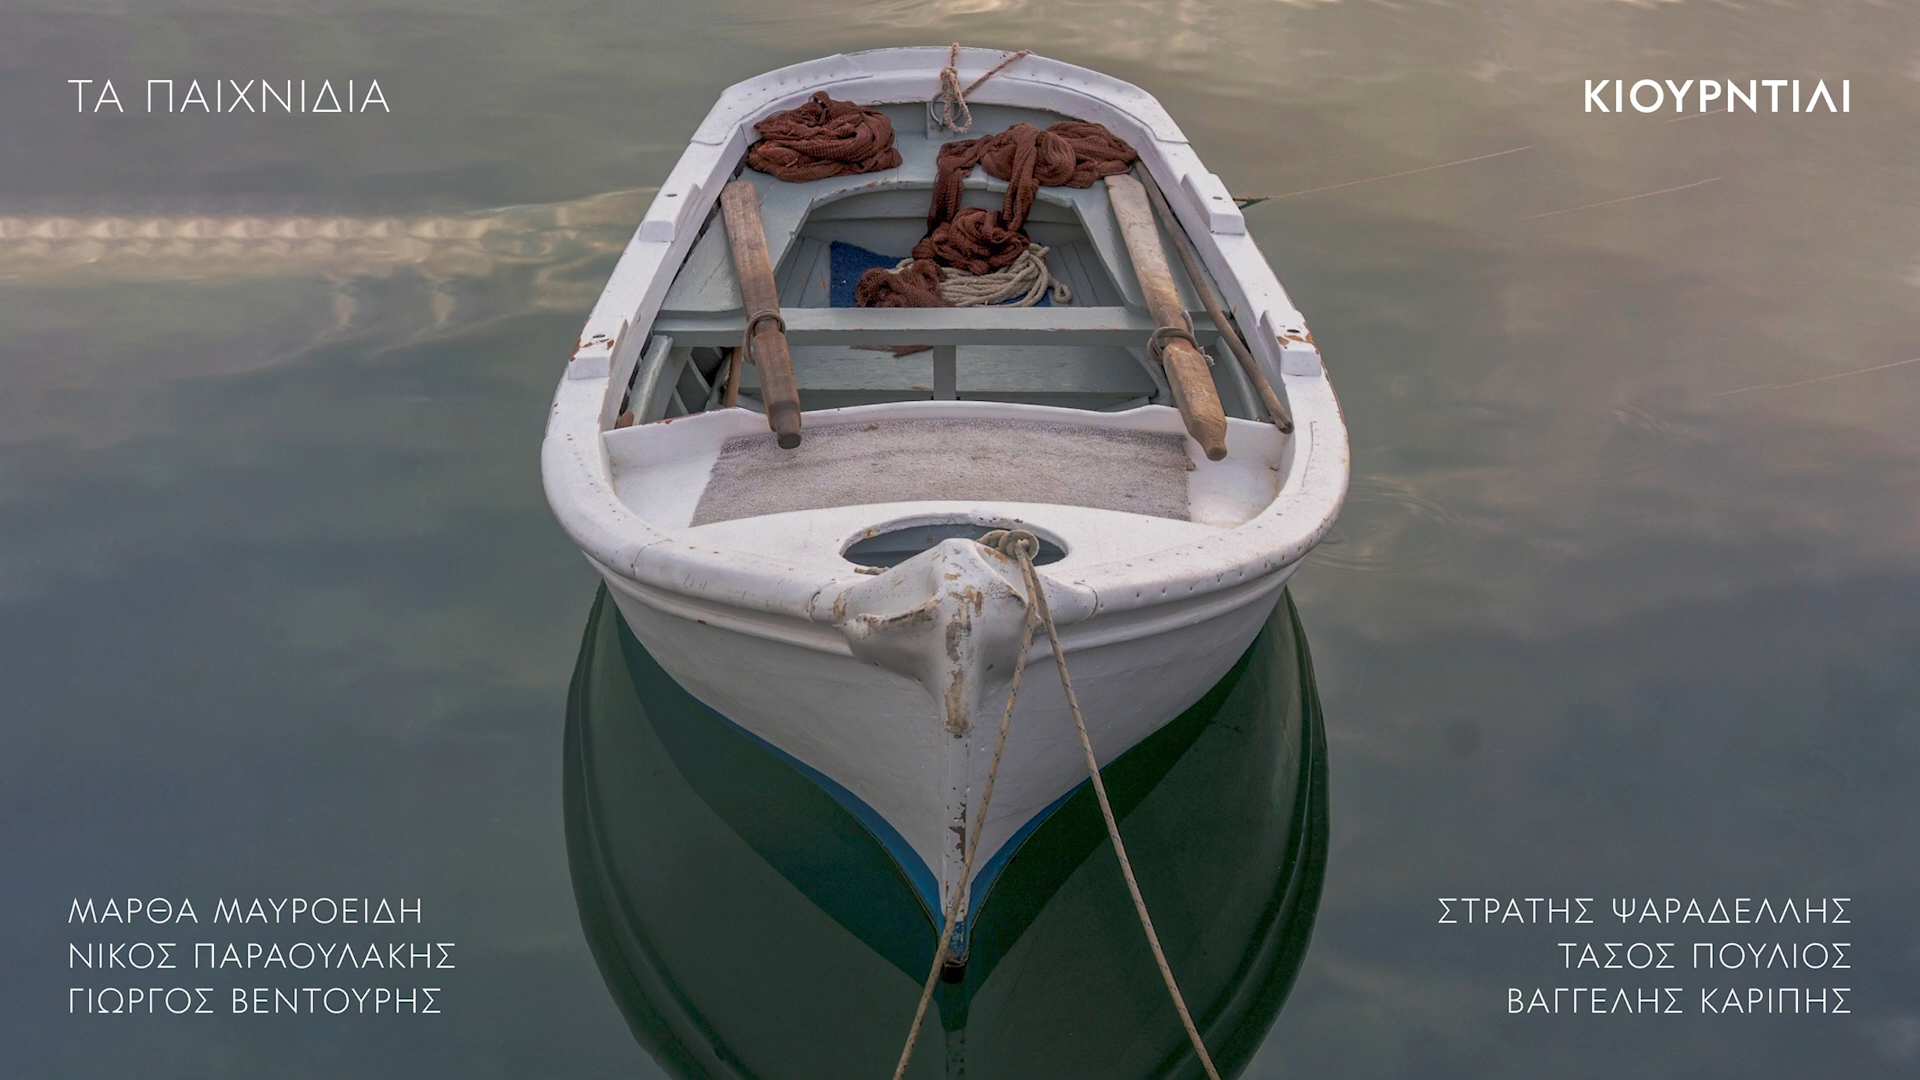 ΤΑ ΠΑΙΧΝΙΔΙΑ
ΚΙΟΥΡΝΤΙΛΙ
ΜΑΡΘΑ ΜΑΥΡΟΕΙΔΗ
ΝΙΚΟΣ ΠΑΡΑΟΥΛΑΚΗΣ
ΓΙΩΡΓΟΣ ΒΕΝΤΟΥΡΗΣ
ΣΤΡΑΤΗΣ ΨΑΡΑΔΕΛΛΗΣ
ΤΑΣΟΣ ΠΟΥΛΙΟΣ
ΒΑΓΓΕΛΗΣ ΚΑΡΙΠΗΣ